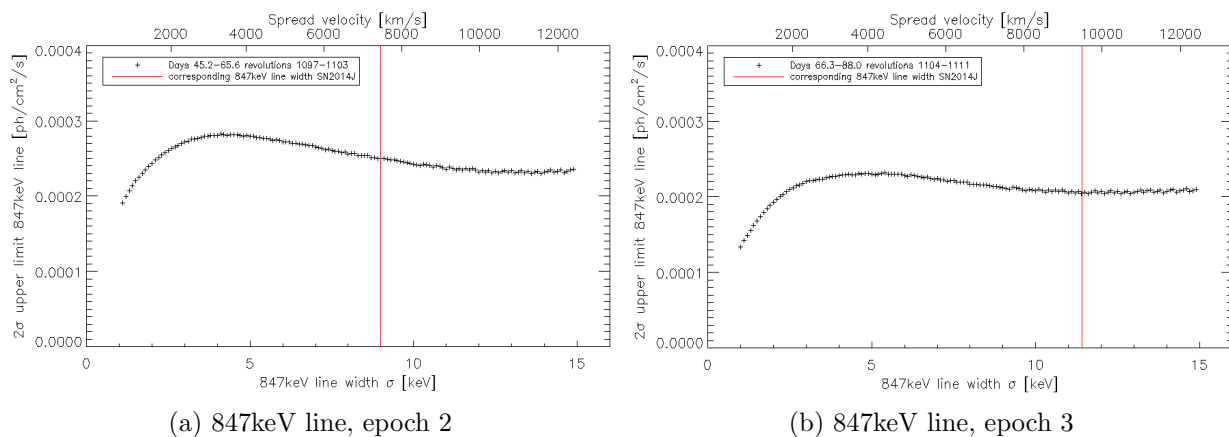 Spread velocity [km/s]
2000 4000 6000 8000 10000 12000
0.0004
0.0003
0.0002
0.0001
0.0000
2σ upper limit 847keV line [ph/cm²/s]
Days 45.2–65.6 revolutions 1097–1103
corresponding 847keV line width SN2014J
0 5 10 15
847keV line width σ [keV]
(a) 847keV line, epoch 2
Spread velocity [km/s]
2000 4000 6000 8000 10000 12000
0.0004
0.0003
0.0002
0.0001
0.0000
2σ upper limit 847keV line [ph/cm²/s]
Days 66.3–88.0 revolutions 1104–1111
corresponding 847keV line width SN2014J
0 5 10 15
847keV line width σ [keV]
(b) 847keV line, epoch 3